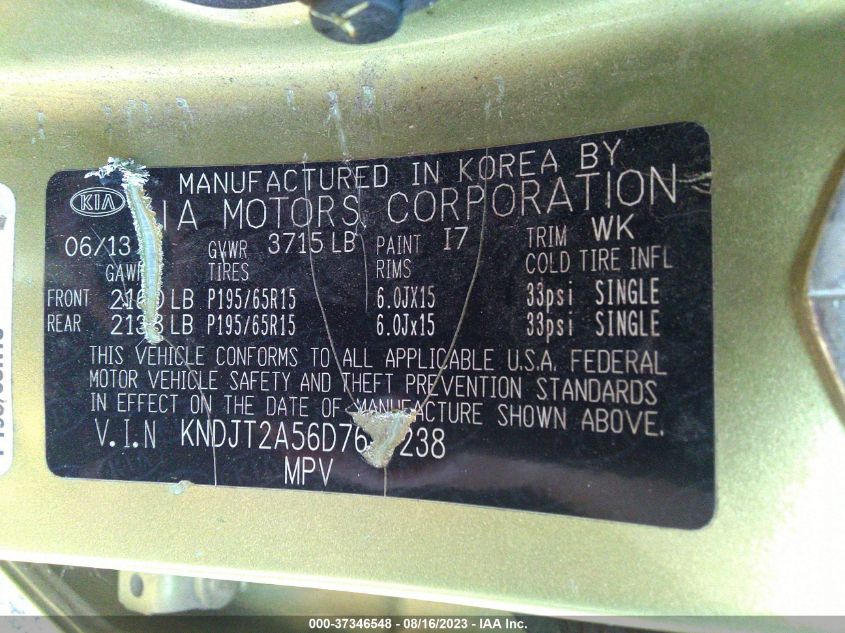 MANUFACTURED IN KOREA BY
KIA
IA MOTORS CORPORATION
06/13 GVWR 3715 LB PAINT I7 TRIM WK
GAWR TIRES RIMS COLD TIRE INFL
FRONT LB P195/65R15 6.0JX15 33psi SINGLE
REAR LB P195/65R15 6.0Jx15 33psi SINGLE
THIS VEHICLE CONFORMS TO ALL APPLICABLE U.S.A. FEDERAL
MOTOR VEHICLE SAFETY AND THEFT PREVENTION STANDARDS
IN EFFECT ON THE DATE OF MANUFACTURE SHOWN ABOVE.
V.I.N KNDJT2A56D76 238
MPV
000-37346548 - 08/16/2023 - IAA Inc.